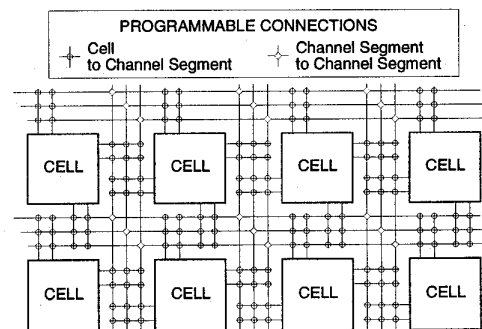 PROGRAMMABLE CONNECTIONS
Cell
to Channel Segment
Channel Segment
to Channel Segment
CELL CELL CELL CELL
CELL CELL CELL CELL